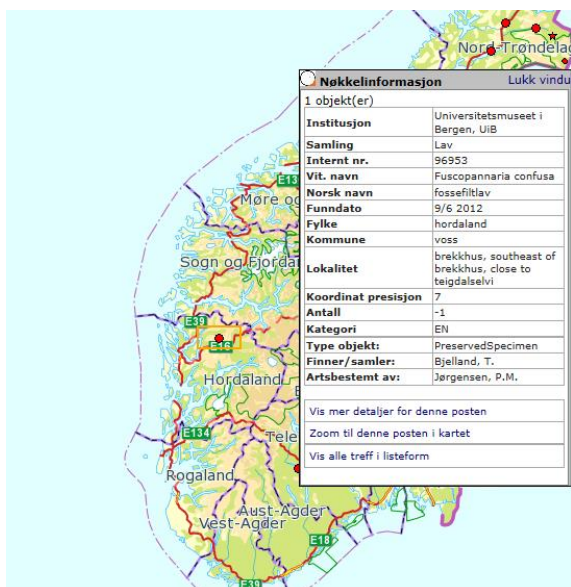 Nord-Trøndelag
Nøkkelinformasjon Lukk vindu
1 objekt(er)
Institusjon Universitetsmuseet i
Bergen, UiB
Samling Lav
Internt nr. 96953
Vit. navn Fuscopannaria confusa
Norsk navn fossefiltlav
Funndato 9/6 2012
Fylke hordaland
Kommune voss
Lokalitet brekkhus, southeast of
brekkhus, close to
teigdalselvi
Koordinat presisjon 7
Antall -1
Kategori EN
Type objekt: PreservedSpecimen
Finner/samler: Bjelland, T.
Artsbestemt av: Jørgensen, P.M.
Vis mer detaljer for denne posten
Zoom til denne posten i kartet
Vis alle treff i listeform
E13
Møre og
Sogn og Fjordan
E39
E16
Hordaland
E134
Tele
Rogaland
Aust-Agder
Vest-Agder
E18
E39